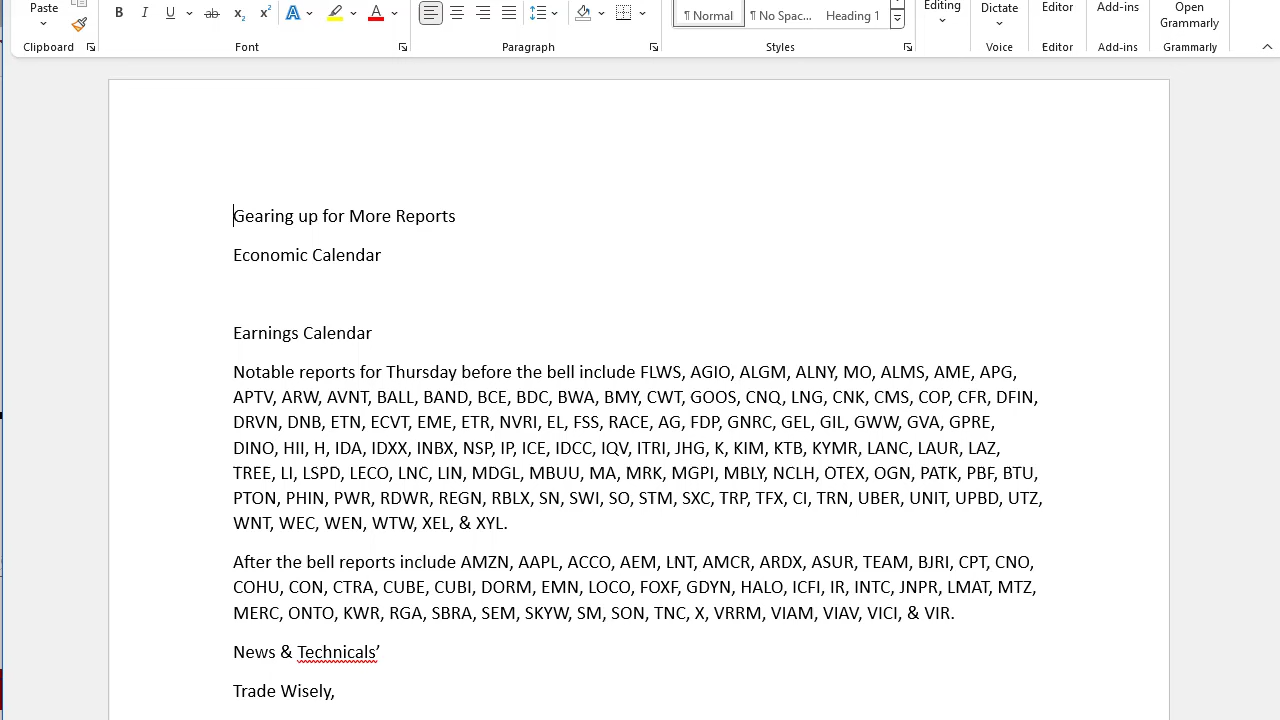 Paste
B I U ab x₂ x² A A
Normal
No Spac...
Heading 1
Editing
Dictate
Editor
Add-ins
Open
Grammarly
Clipboard
Font
Paragraph
Styles
Voice
Editor
Add-ins
Grammarly
Gearing up for More Reports
Economic Calendar
Earnings Calendar
Notable reports for Thursday before the bell include FLWS, AGIO, ALGM, ALNY, MO, ALMS, AME, APG,
APTV, ARW, AVNT, BALL, BAND, BCE, BDC, BWA, BMY, CWT, GOOS, CNQ, LNG, CNK, CMS, COP, CFR, DFIN,
DRVN, DNB, ETN, ECVT, EME, ETR, NVRI, EL, FSS, RACE, AG, FDP, GNRC, GEL, GIL, GWW, GVA, GPRE,
DINO, HII, H, IDA, IDXX, INBX, NSP, IP, ICE, IDCC, IQV, ITRI, JHG, K, KIM, KTB, KYMR, LANC, LAUR, LAZ,
TREE, LI, LSPD, LECO, LNC, LIN, MDGL, MBUU, MA, MRK, MGPI, MBLY, NCLH, OTEX, OGN, PATK, PBF, BTU,
PTON, PHIN, PWR, RDWR, REGN, RBLX, SN, SWI, SO, STM, SXC, TRP, TFX, CI, TRN, UBER, UNIT, UPBD, UTZ,
WNT, WEC, WEN, WTW, XEL, & XYL.
After the bell reports include AMZN, AAPL, ACCO, AEM, LNT, AMCR, ARDX, ASUR, TEAM, BJRI, CPT, CNO,
COHU, CON, CTRA, CUBE, CUBI, DORM, EMN, LOCO, FOXF, GDYN, HALO, ICFI, IR, INTC, JNPR, LMAT, MTZ,
MERC, ONTO, KWR, RGA, SBRA, SEM, SKYW, SM, SON, TNC, X, VRRM, VIAM, VIAV, VICI, & VIR.
News & Technicals’
Trade Wisely,